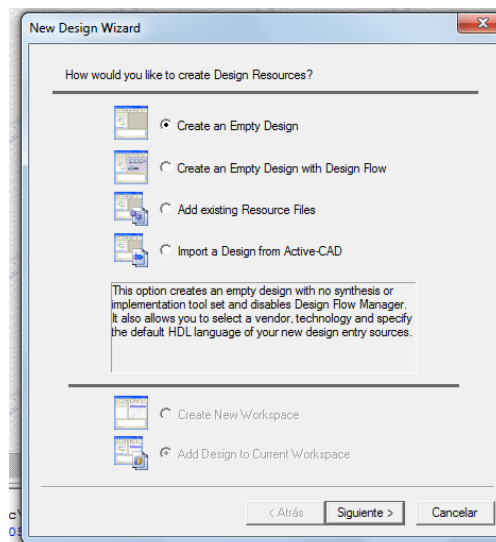 New Design Wizard
How would you like to create Design Resources?
Create an Empty Design
Create an Empty Design with Design Flow
Add existing Resource Files
Import a Design from Active-CAD
This option creates an empty design with no synthesis or
implementation tool set and disables Design Flow Manager.
It also allows you to select a vendor, technology and specify
the default HDL language of your new design entry sources.
Create New Workspace
Add Design to Current Workspace
< Atrás
Siguiente >
Cancelar